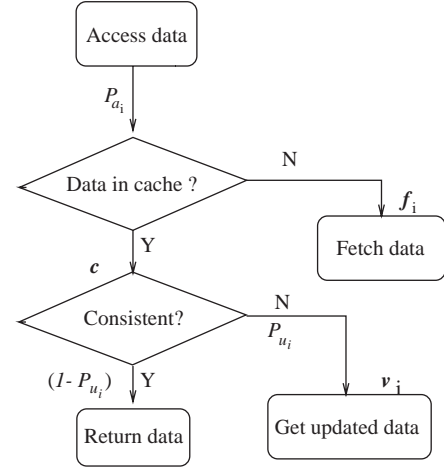 Access data
P_{a_i}
Data in cache ?
N
f_i
Y
Fetch data
c
Consistent?
N
P_{u_i}
(1- P_{u_i})
Y
v_i
Return data
Get updated data